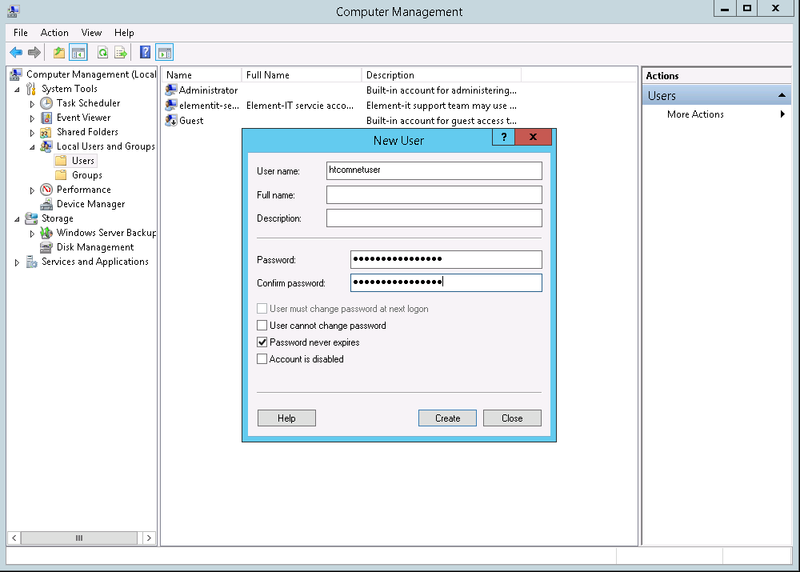 Computer Management
File Action View Help
Computer Management (Local
System Tools
Task Scheduler
Event Viewer
Shared Folders
Local Users and Groups
Users
Groups
Performance
Device Manager
Storage
Windows Server Backup
Disk Management
Services and Applications
Name Full Name Description
Administrator Built-in account for administering...
elementit-se... Element-IT servcie acco... Element-it support team may use ...
Guest Built-in account for guest access t...
Actions
Users
More Actions
New User
?
User name: htcomnetuser
Full name:
Description:
Password: ••••••••••••••••
Confirm password: ••••••••••••••••
User must change password at next logon
User cannot change password
Password never expires
Account is disabled
Help Create Close